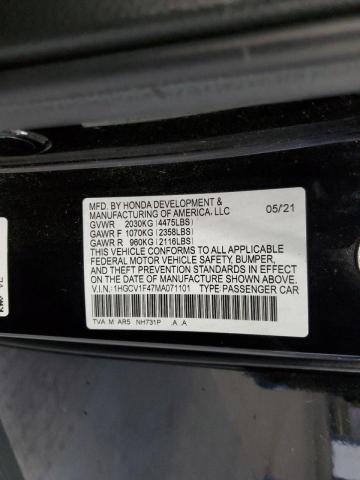 MFD. BY HONDA DEVELOPMENT &
MANUFACTURING OF AMERICA, LLC 05/21
GVWR 2030KG (4475LBS)
GAWR F 1070KG (2358LBS)
GAWR R 960KG (2116LBS)
THIS VEHICLE CONFORMS TO ALL APPLICABLE
FEDERAL MOTOR VEHICLE SAFETY, BUMPER,
AND THEFT PREVENTION STANDARDS IN EFFECT
ON THE DATE OF MANUFACTURE SHOWN ABOVE.
V.I.N.: 1HGCV1F47MA071101 TYPE:PASSENGER CAR
TVA M AR5 NH731P .A .A